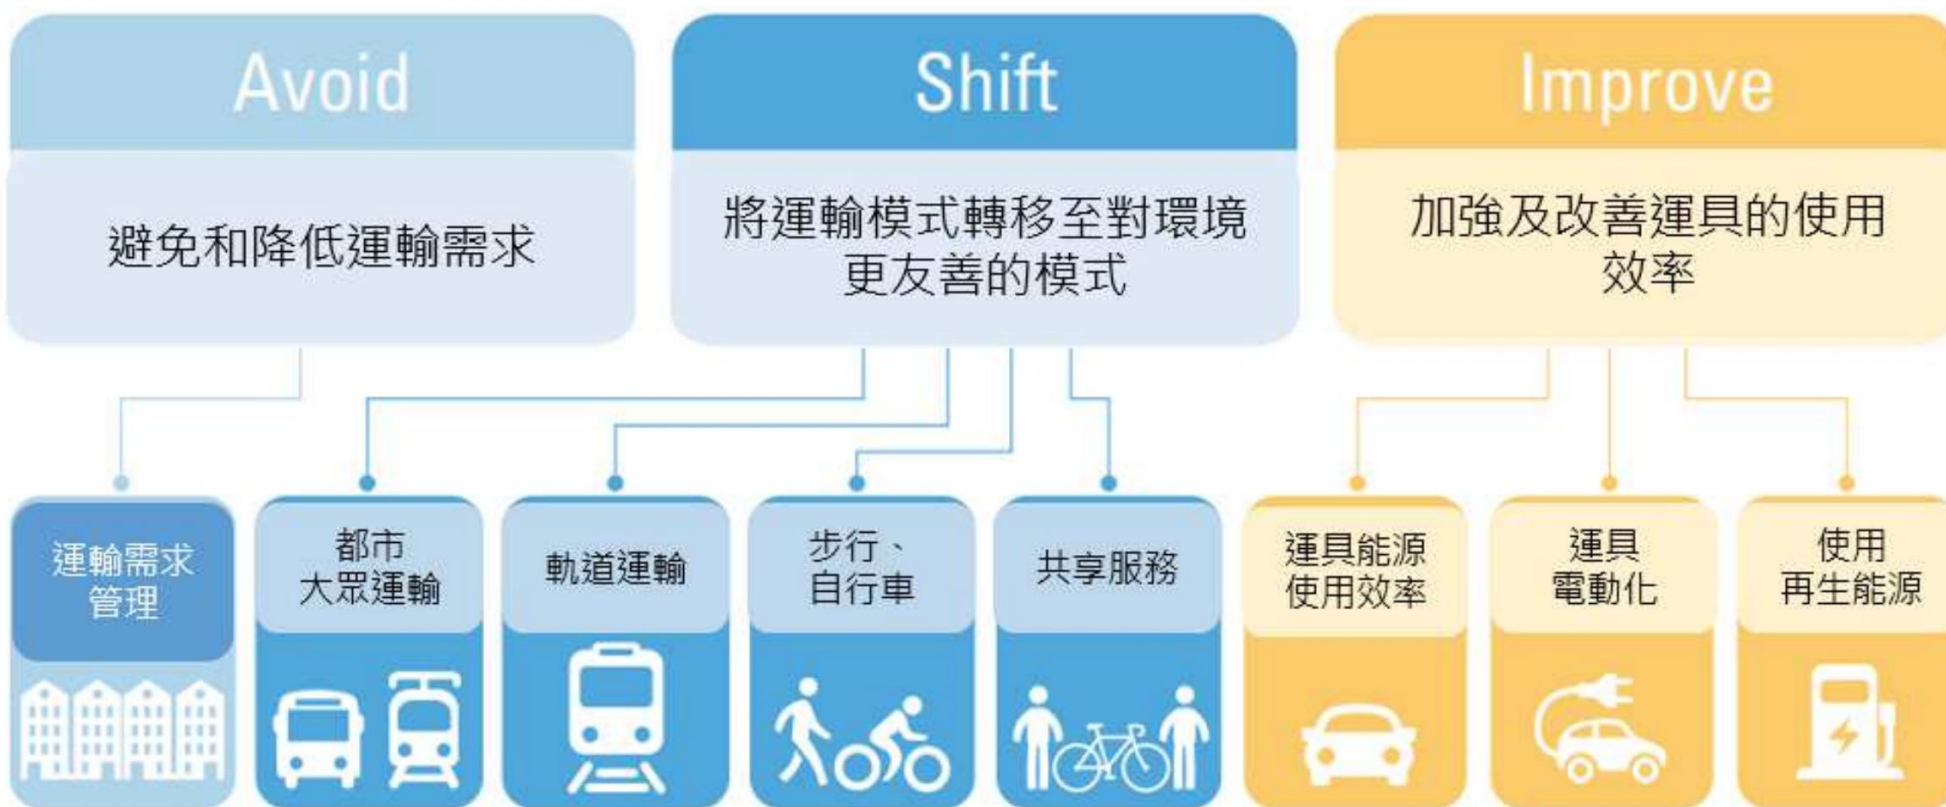 Avoid
避免和降低運輸需求
Shift
將運輸模式轉移至對環境
更友善的模式
Improve
加強及改善運具的使用
效率
運輸需求
管理
都市
大眾運輸
軌道運輸
步行、
自行車
共享服務
運具能源
使用效率
運具
電動化
使用
再生能源